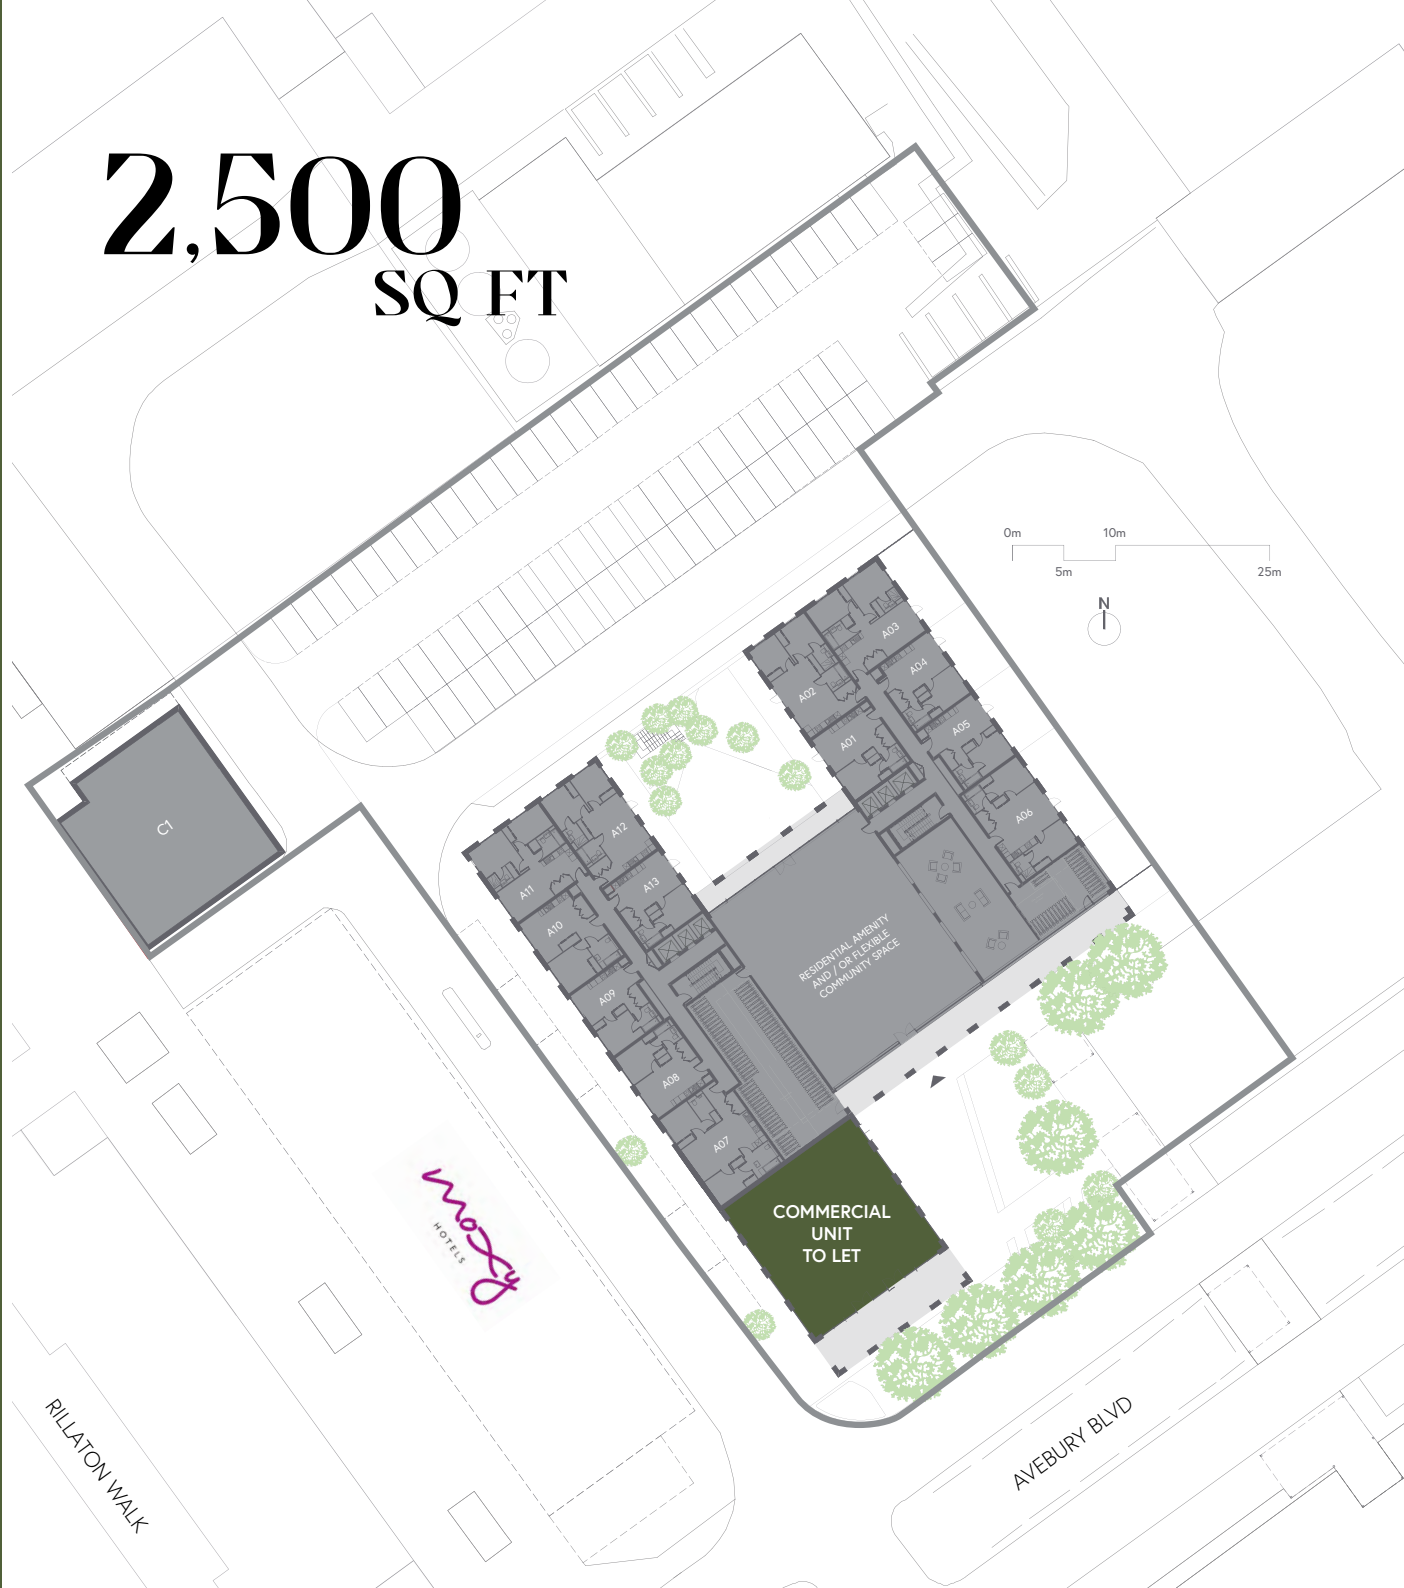 2,500
SQ FT
0m
10m
5m
25m
N
A03
A04
A02
A05
A01
A06
C1
A12
A13
A11
A10
A09
A08
A07
RESIDENTIAL AMENITY
AND / OR FLEXIBLE
COMMUNITY SPACE
COMMERCIAL
UNIT
TO LET
moxy
HOTELS
RILLATON WALK
AVEBURY BLVD